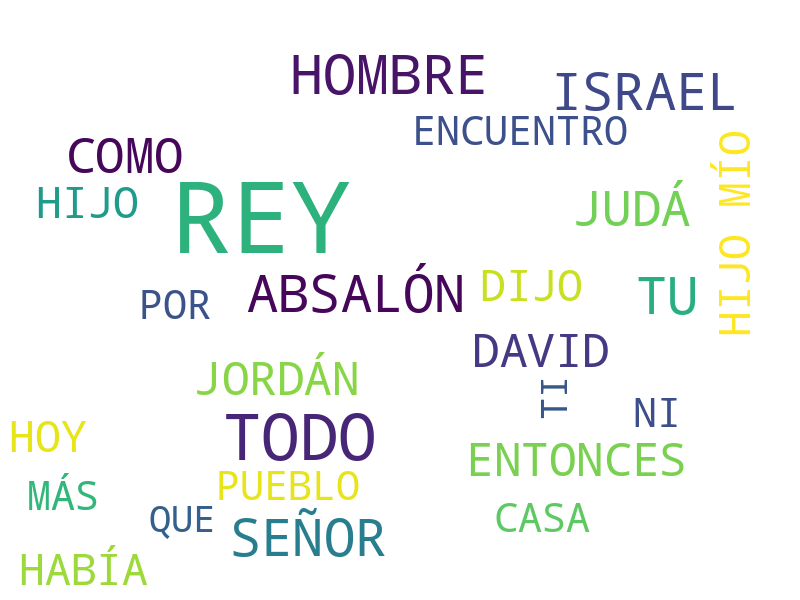 HOMBRE
ISRAEL
ENCUENTRO
COMO
HIJO MÍO
HIJO
REY
JUDÁ
ABSALÓN
DIJO
TU
POR
DAVID
JORDÁN
TI
NI
TODO
HOY
ENTONCES
PUEBLO
MÁS
QUE
CASA
SEÑOR
HABÍA